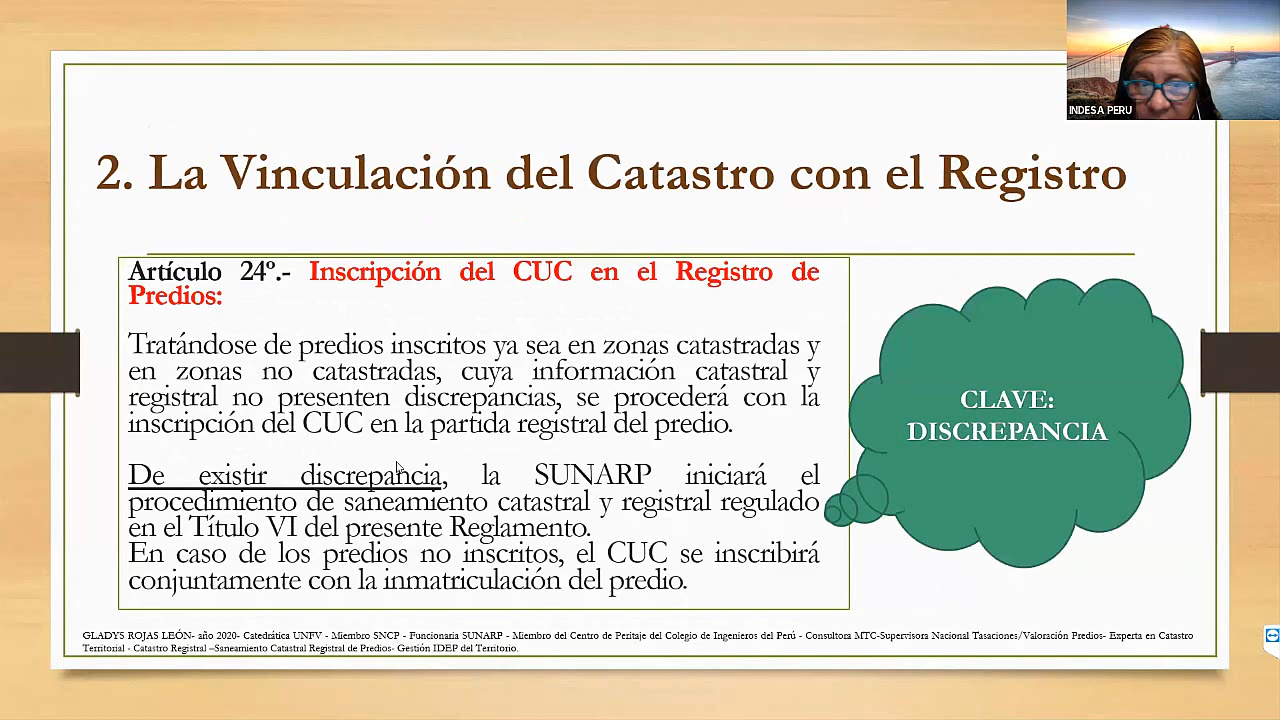 INDESA PERU
2. La Vinculación del Catastro con el Registro
Artículo 24º.- Inscripción del CUC en el Registro de
Predios:
Tratándose de predios inscritos ya sea en zonas catastradas y
en zonas no catastradas, cuya información catastral y
registral no presenten discrepancias, se procederá con la
inscripción del CUC en la partida registral del predio.
De existir discrepancia, la SUNARP iniciará el
procedimiento de saneamiento catastral y registral regulado
en el Título VI del presente Reglamento.
En caso de los predios no inscritos, el CUC se inscribirá
conjuntamente con la inmatriculación del predio.
CLAVE:
DISCREPANCIA
GLADYS ROJAS LEÓN- año 2020- Catedrática UNFV - Miembro SNCP - Funcionaria SUNARP - Miembro del Centro de Peritaje del Colegio de Ingenieros del Perú - Consultora MTC-Supervisora Nacional Tasaciones/Valoración Predios- Experta en Catastro
Territorial - Catastro Registral –Saneamiento Catastral Registral de Predios- Gestión IDEP del Territorio.